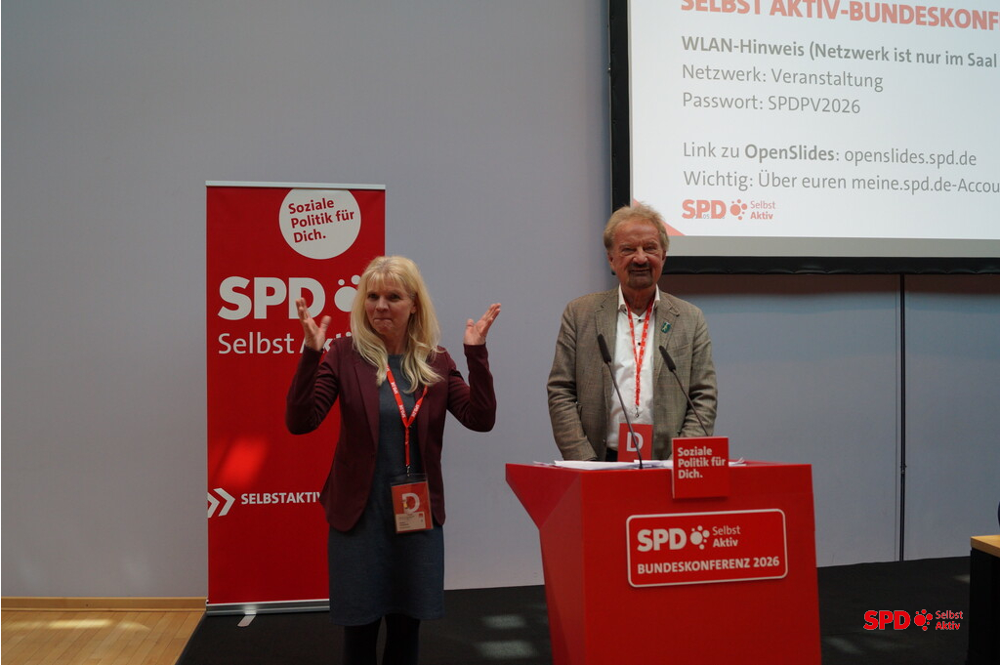 SELBST AKTIV-BUNDESKONF
WLAN-Hinweis (Netzwerk ist nur im Saal
Netzwerk: Veranstaltung
Passwort: SPDPV2026
Link zu OpenSlides: openslides.spd.de
Wichtig: Über euren meine.spd.de-Accou
SPD Selbst
Aktiv
Soziale
Politik für
Dich.
SPD
Selbst Ak
SELBSTAKTIV
D
D
Soziale
Politik für
Dich.
SPD Selbst
Aktiv
BUNDESKONFERENZ 2026
SPD Selbst
Aktiv